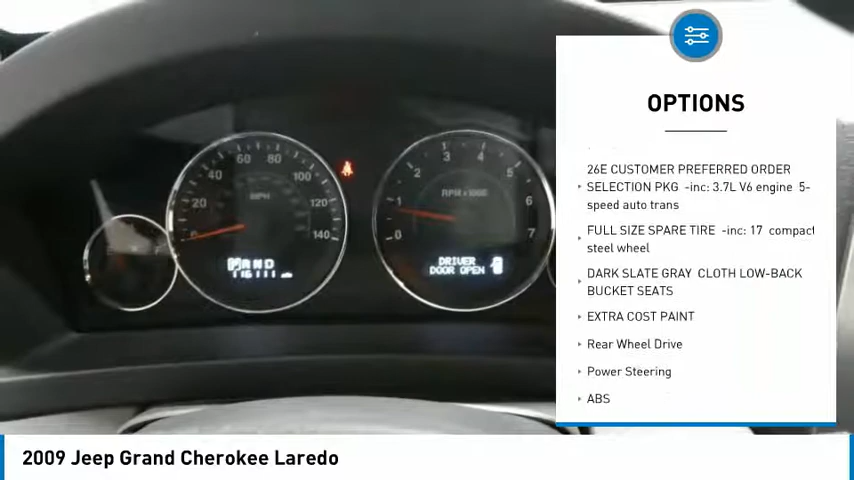 20
40
60
80
100
120
140
MPH
PRND
116111
0
1
2
3
4
5
6
7
RPM x 1000
DRIVER
DOOR OPEN
OPTIONS
26E CUSTOMER PREFERRED ORDER
SELECTION PKG -inc: 3.7L V6 engine 5-
speed auto trans
FULL SIZE SPARE TIRE -inc: 17 compact
steel wheel
DARK SLATE GRAY CLOTH LOW-BACK
BUCKET SEATS
EXTRA COST PAINT
Rear Wheel Drive
Power Steering
ABS
2009 Jeep Grand Cherokee Laredo